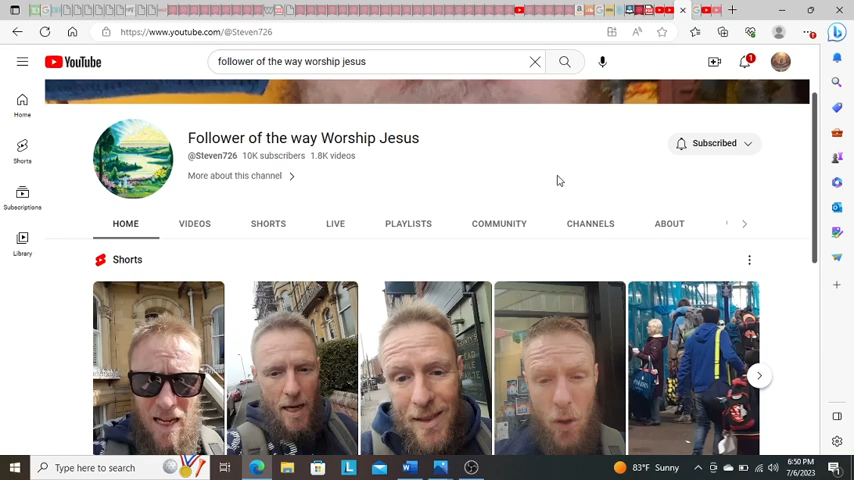 https://www.youtube.com/@Steven726
YouTube
follower of the way worship jesus
1
Home
Shorts
Subscriptions
Library
Follower of the way Worship Jesus
@Steven726 10K subscribers 1.8K videos
More about this channel
Subscribed
HOME VIDEOS SHORTS LIVE PLAYLISTS COMMUNITY CHANNELS ABOUT
Shorts
Type here to search
83°F Sunny
6:50 PM
7/6/2023